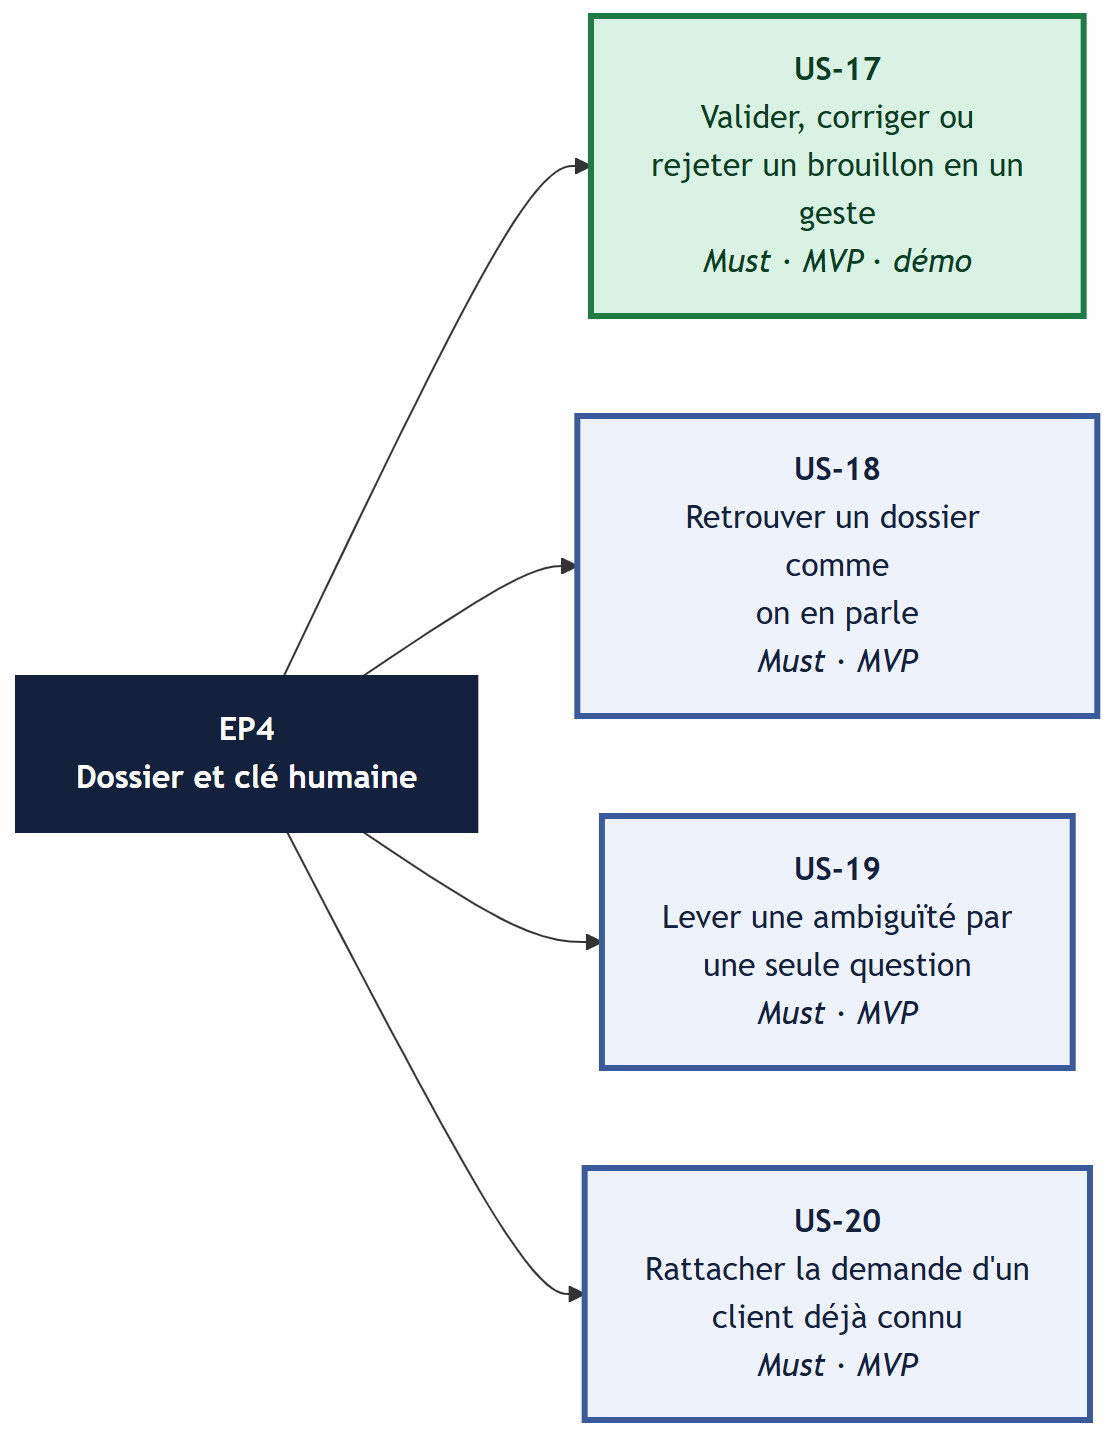 US-17
Valider, corriger ou
rejeter un brouillon en un
geste
Must · MVP · démo
US-18
Retrouver un dossier
comme
on en parle
Must · MVP
EP4
Dossier et clé humaine
US-19
Lever une ambiguïté par
une seule question
Must · MVP
US-20
Rattacher la demande d'un
client déjà connu
Must · MVP